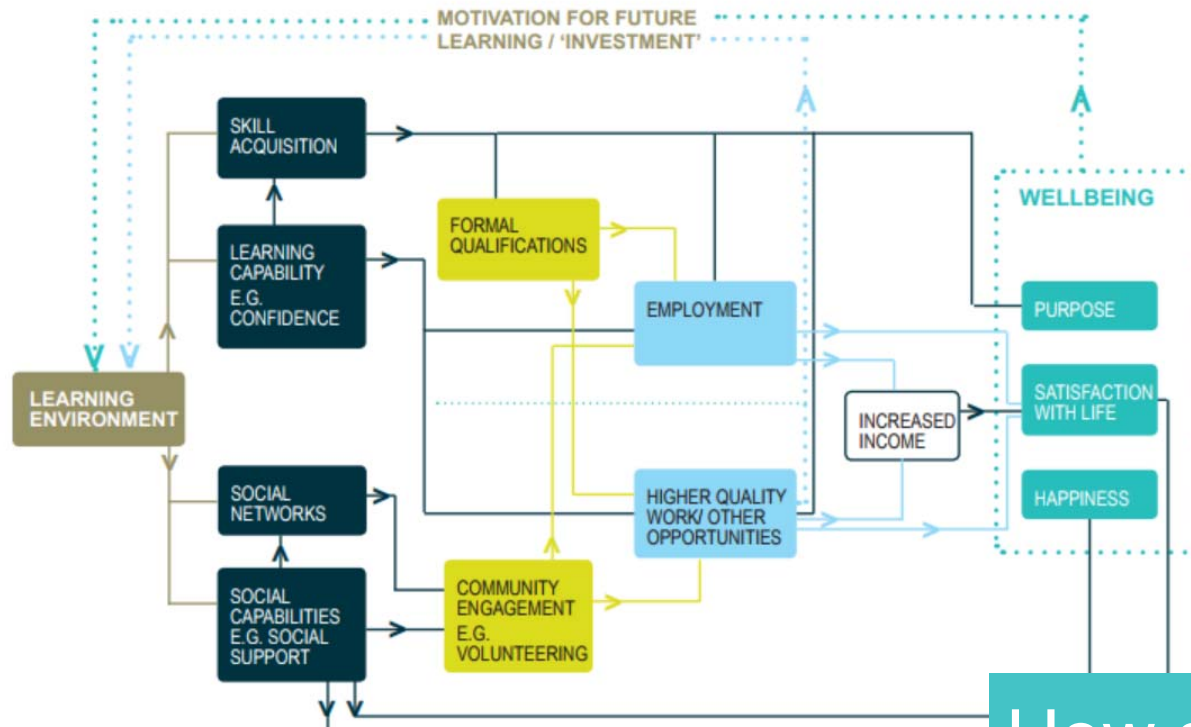 MOTIVATION FOR FUTURE
LEARNING / ‘INVESTMENT’
SKILL
ACQUISITION
LEARNING
CAPABILITY
E.G.
CONFIDENCE
LEARNING
ENVIRONMENT
SOCIAL
NETWORKS
SOCIAL
CAPABILITIES
E.G. SOCIAL
SUPPORT
FORMAL
QUALIFICATIONS
COMMUNITY
ENGAGEMENT
E.G.
VOLUNTEERING
EMPLOYMENT
HIGHER QUALITY
WORK/ OTHER
OPPORTUNITIES
INCREASED
INCOME
WELLBEING
PURPOSE
SATISFACTION
WITH LIFE
HAPPINESS